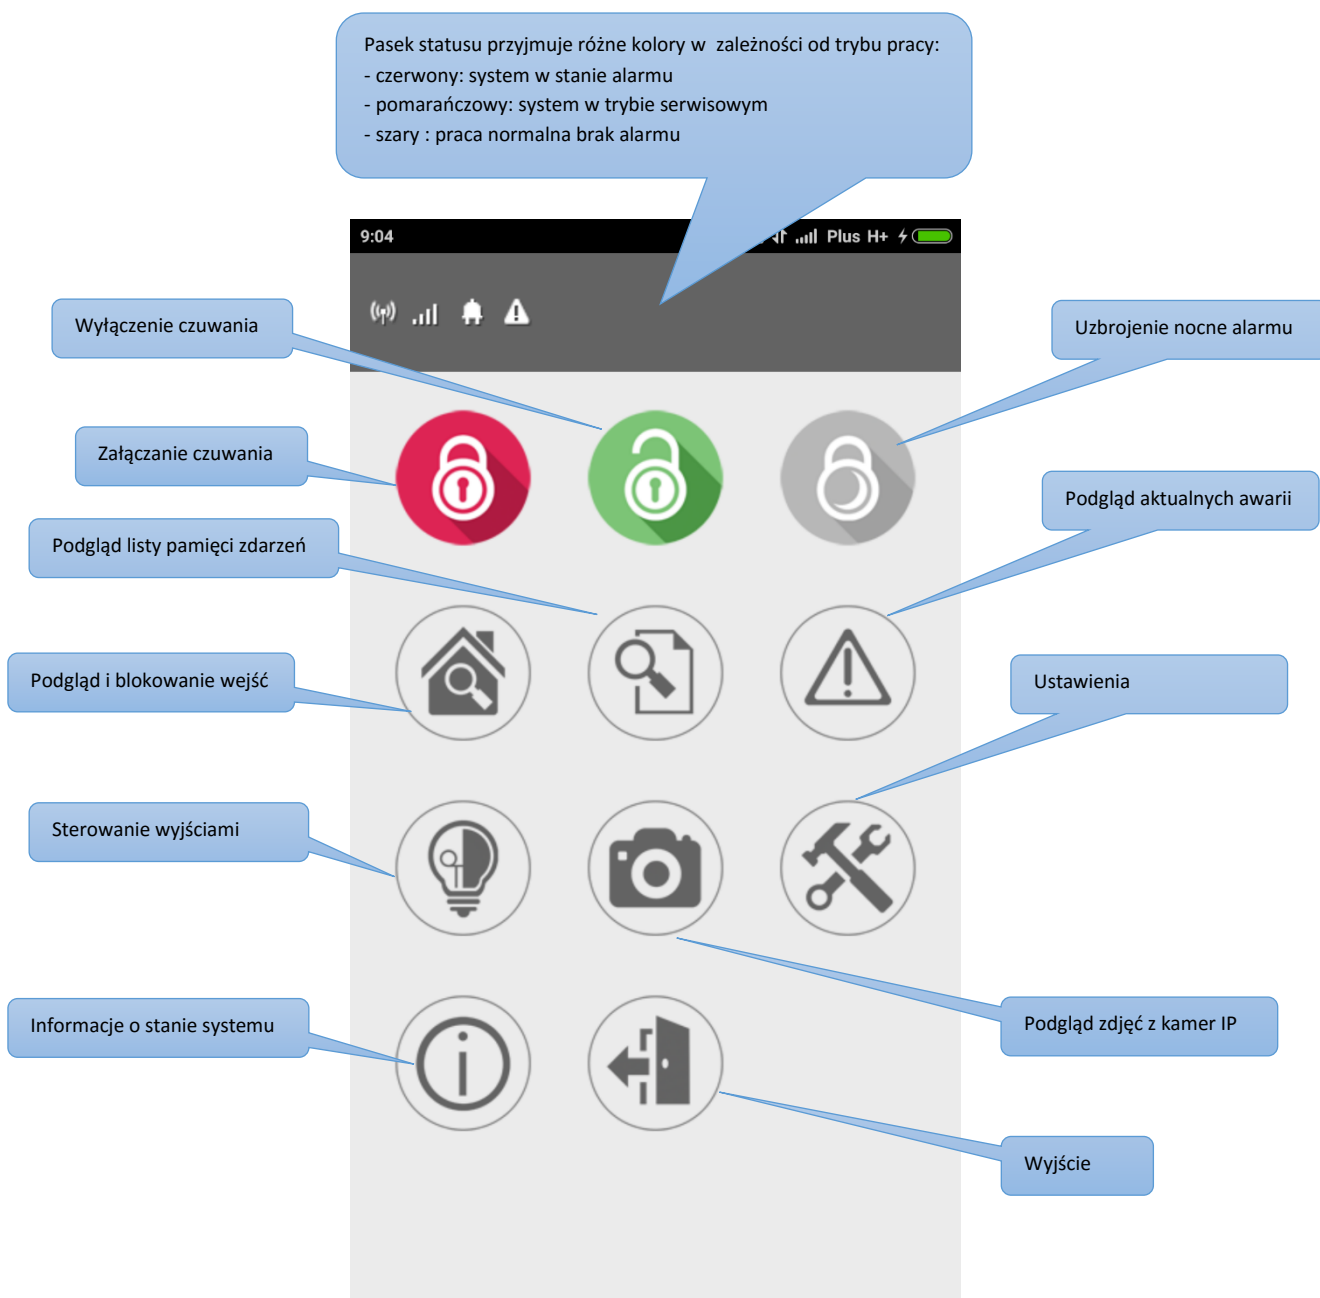 Pasek statusu przyjmuje różne kolory w zależności od trybu pracy:
- czerwony: system w stanie alarmu
- pomarańczowy: system w trybie serwisowym
- szary : praca normalna brak alarmu
9:04
Plus H+
Wyłączenie czuwania
Uzbrojenie nocne alarmu
Załączanie czuwania
Podgląd aktualnych awarii
Podgląd listy pamięci zdarzeń
Podgląd i blokowanie wejść
Ustawienia
Sterowanie wyjściami
Informacje o stanie systemu
Podgląd zdjęć z kamer IP
Wyjście